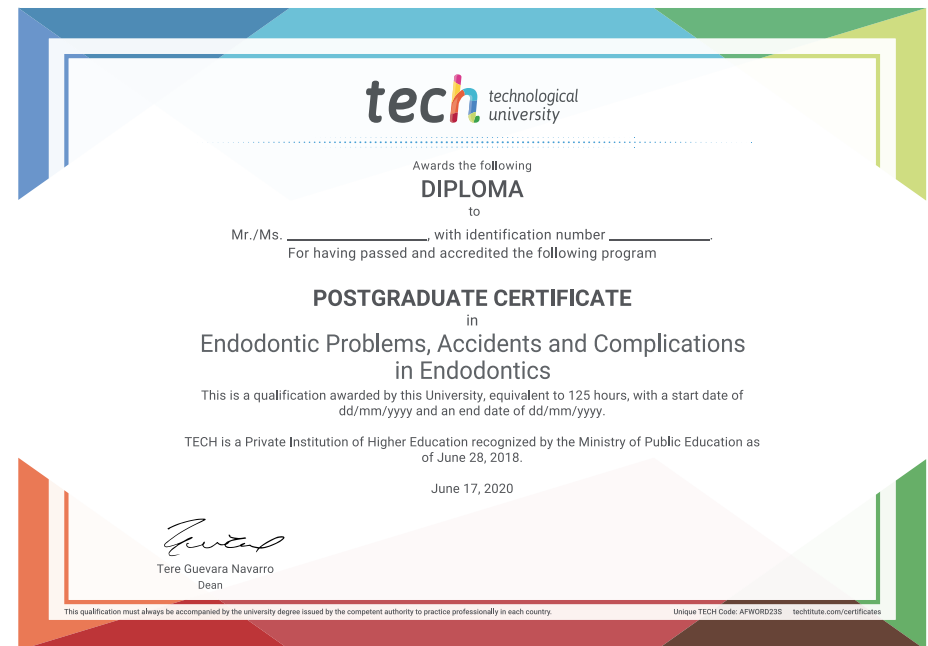 tech technological
university
Awards the following
DIPLOMA
to
Mr./Ms. ____________, with identification number ____________.
For having passed and accredited the following program
POSTGRADUATE CERTIFICATE
in
Endodontic Problems, Accidents and Complications
in Endodontics
This is a qualification awarded by this University, equivalent to 125 hours, with a start date of
dd/mm/yyyy and an end date of dd/mm/yyyy.
TECH is a Private Institution of Higher Education recognized by the Ministry of Public Education as
of June 28, 2018.
June 17, 2020
Tere Guevara Navarro
Dean
This qualification must always be accompanied by the university degree issued by the competent authority to practice professionally in each country.
Unique TECH Code: AFWORD23S techtitute.com/certificates